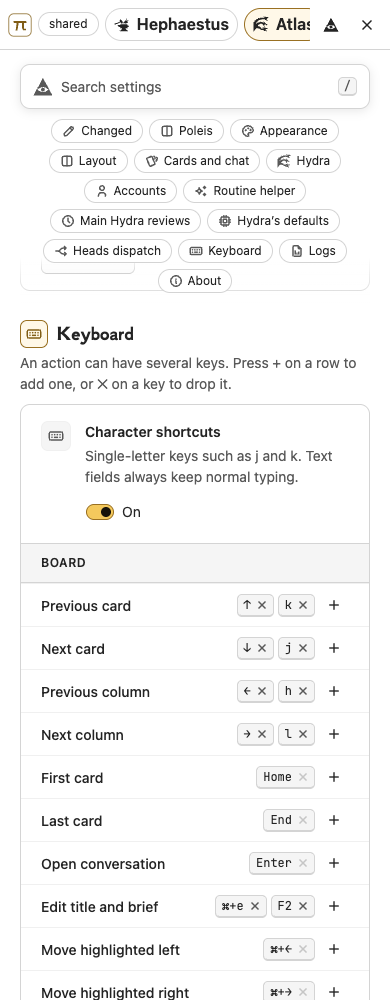 π shared Hephaestus Atlas
Search settings /
Changed Poleis Appearance
Layout Cards and chat Hydra
Accounts Routine helper
Main Hydra reviews Hydra's defaults
Heads dispatch Keyboard Logs
About
Keyboard
An action can have several keys. Press + on a row to
add one, or ✕ on a key to drop it.
Character shortcuts
Single-letter keys such as j and k. Text
fields always keep normal typing.
On
BOARD
Previous card ↑ ✕ k ✕ +
Next card ↓ ✕ j ✕ +
Previous column ← ✕ h ✕ +
Next column → ✕ l ✕ +
First card Home ✕ +
Last card End ✕ +
Open conversation Enter ✕ +
Edit title and brief ⌘+e ✕ F2 ✕ +
Move highlighted left ⌘+← ✕ +
Move highlighted right ⌘+→ ✕ +